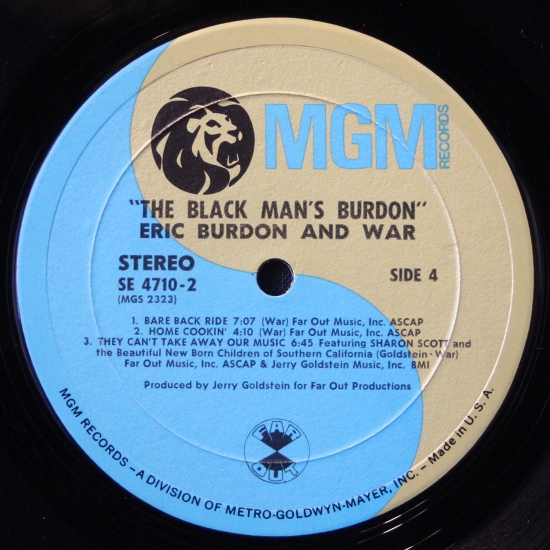 MGM
RECORDS
"THE BLACK MAN'S BURDON"
ERIC BURDON AND WAR
STEREO
SE 4710-2
(MGS 2323)
SIDE 4
1. BARE BACK RIDE 7:07 (War) Far Out Music, Inc. ASCAP
2. HOME COOKIN' 4:10 (War) Far Out Music, Inc. ASCAP
3. THEY CAN'T TAKE AWAY OUR MUSIC 6:45 Featuring SHARON SCOTT and
the Beautiful New Born Children of Southern California (Goldstein-War)
Far Out Music, Inc. ASCAP & Jerry Goldstein Music, Inc. BMI
Produced by Jerry Goldstein for Far Out Productions
FAR
OUT
MGM RECORDS – A DIVISION OF METRO-GOLDWYN-MAYER, INC. – Made in U. S. A.